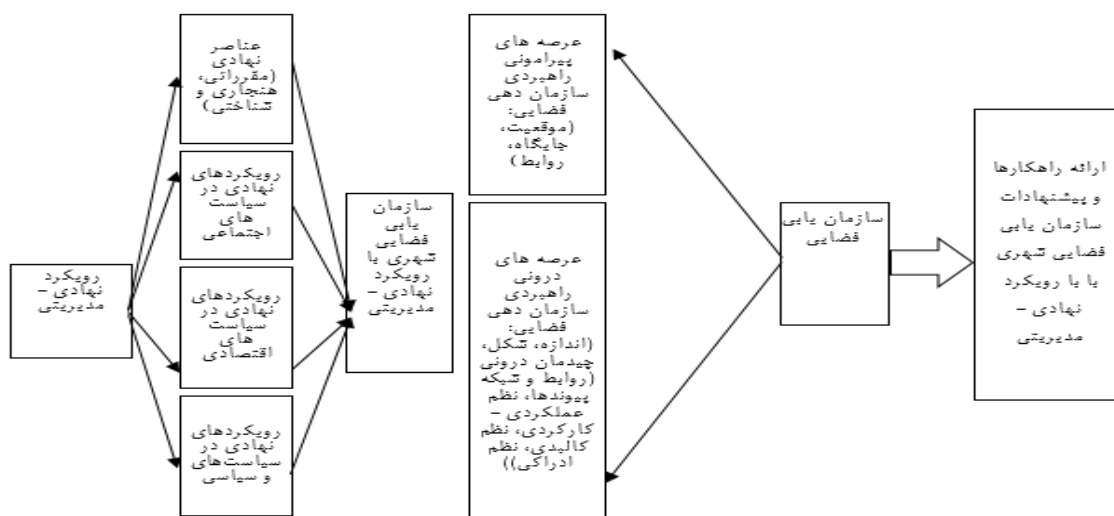 عناصر
نهادی
(مقرراتی،
هنجاری و
شناختی)
رویکردهای
نهادی در
سیاست
های
اجتماعی
رویکردهای
نهادی در
سیاست
های
اقتصادی
رویکردهای
نهادی در
سیاست‌های
و سیاسی
رویکرد
نهادی –
مدیریتی
سازمان
یابی
فضایی
شهری با
رویکرد
نهادی –
مدیریتی
عرصه های
پیرامونی
راهبردی
سازمان دهی
فضایی:
(موقعیت،
جایگاه،
روابط)
عرصه های
درونی
راهبردی
سازمان دهی
فضایی:
(اندازه، شکل،
چیدمان درونی
(روابط و شبکه
پیوندها، نظم
عملکردی –
کارکردی، نظم
کالبدی، نظم
ادراکی))
سازمان یابی
فضایی
ارائه راهکارها
و پیشنهادات
سازمان یابی
فضایی شهری
با با رویکرد
نهادی –
مدیریتی